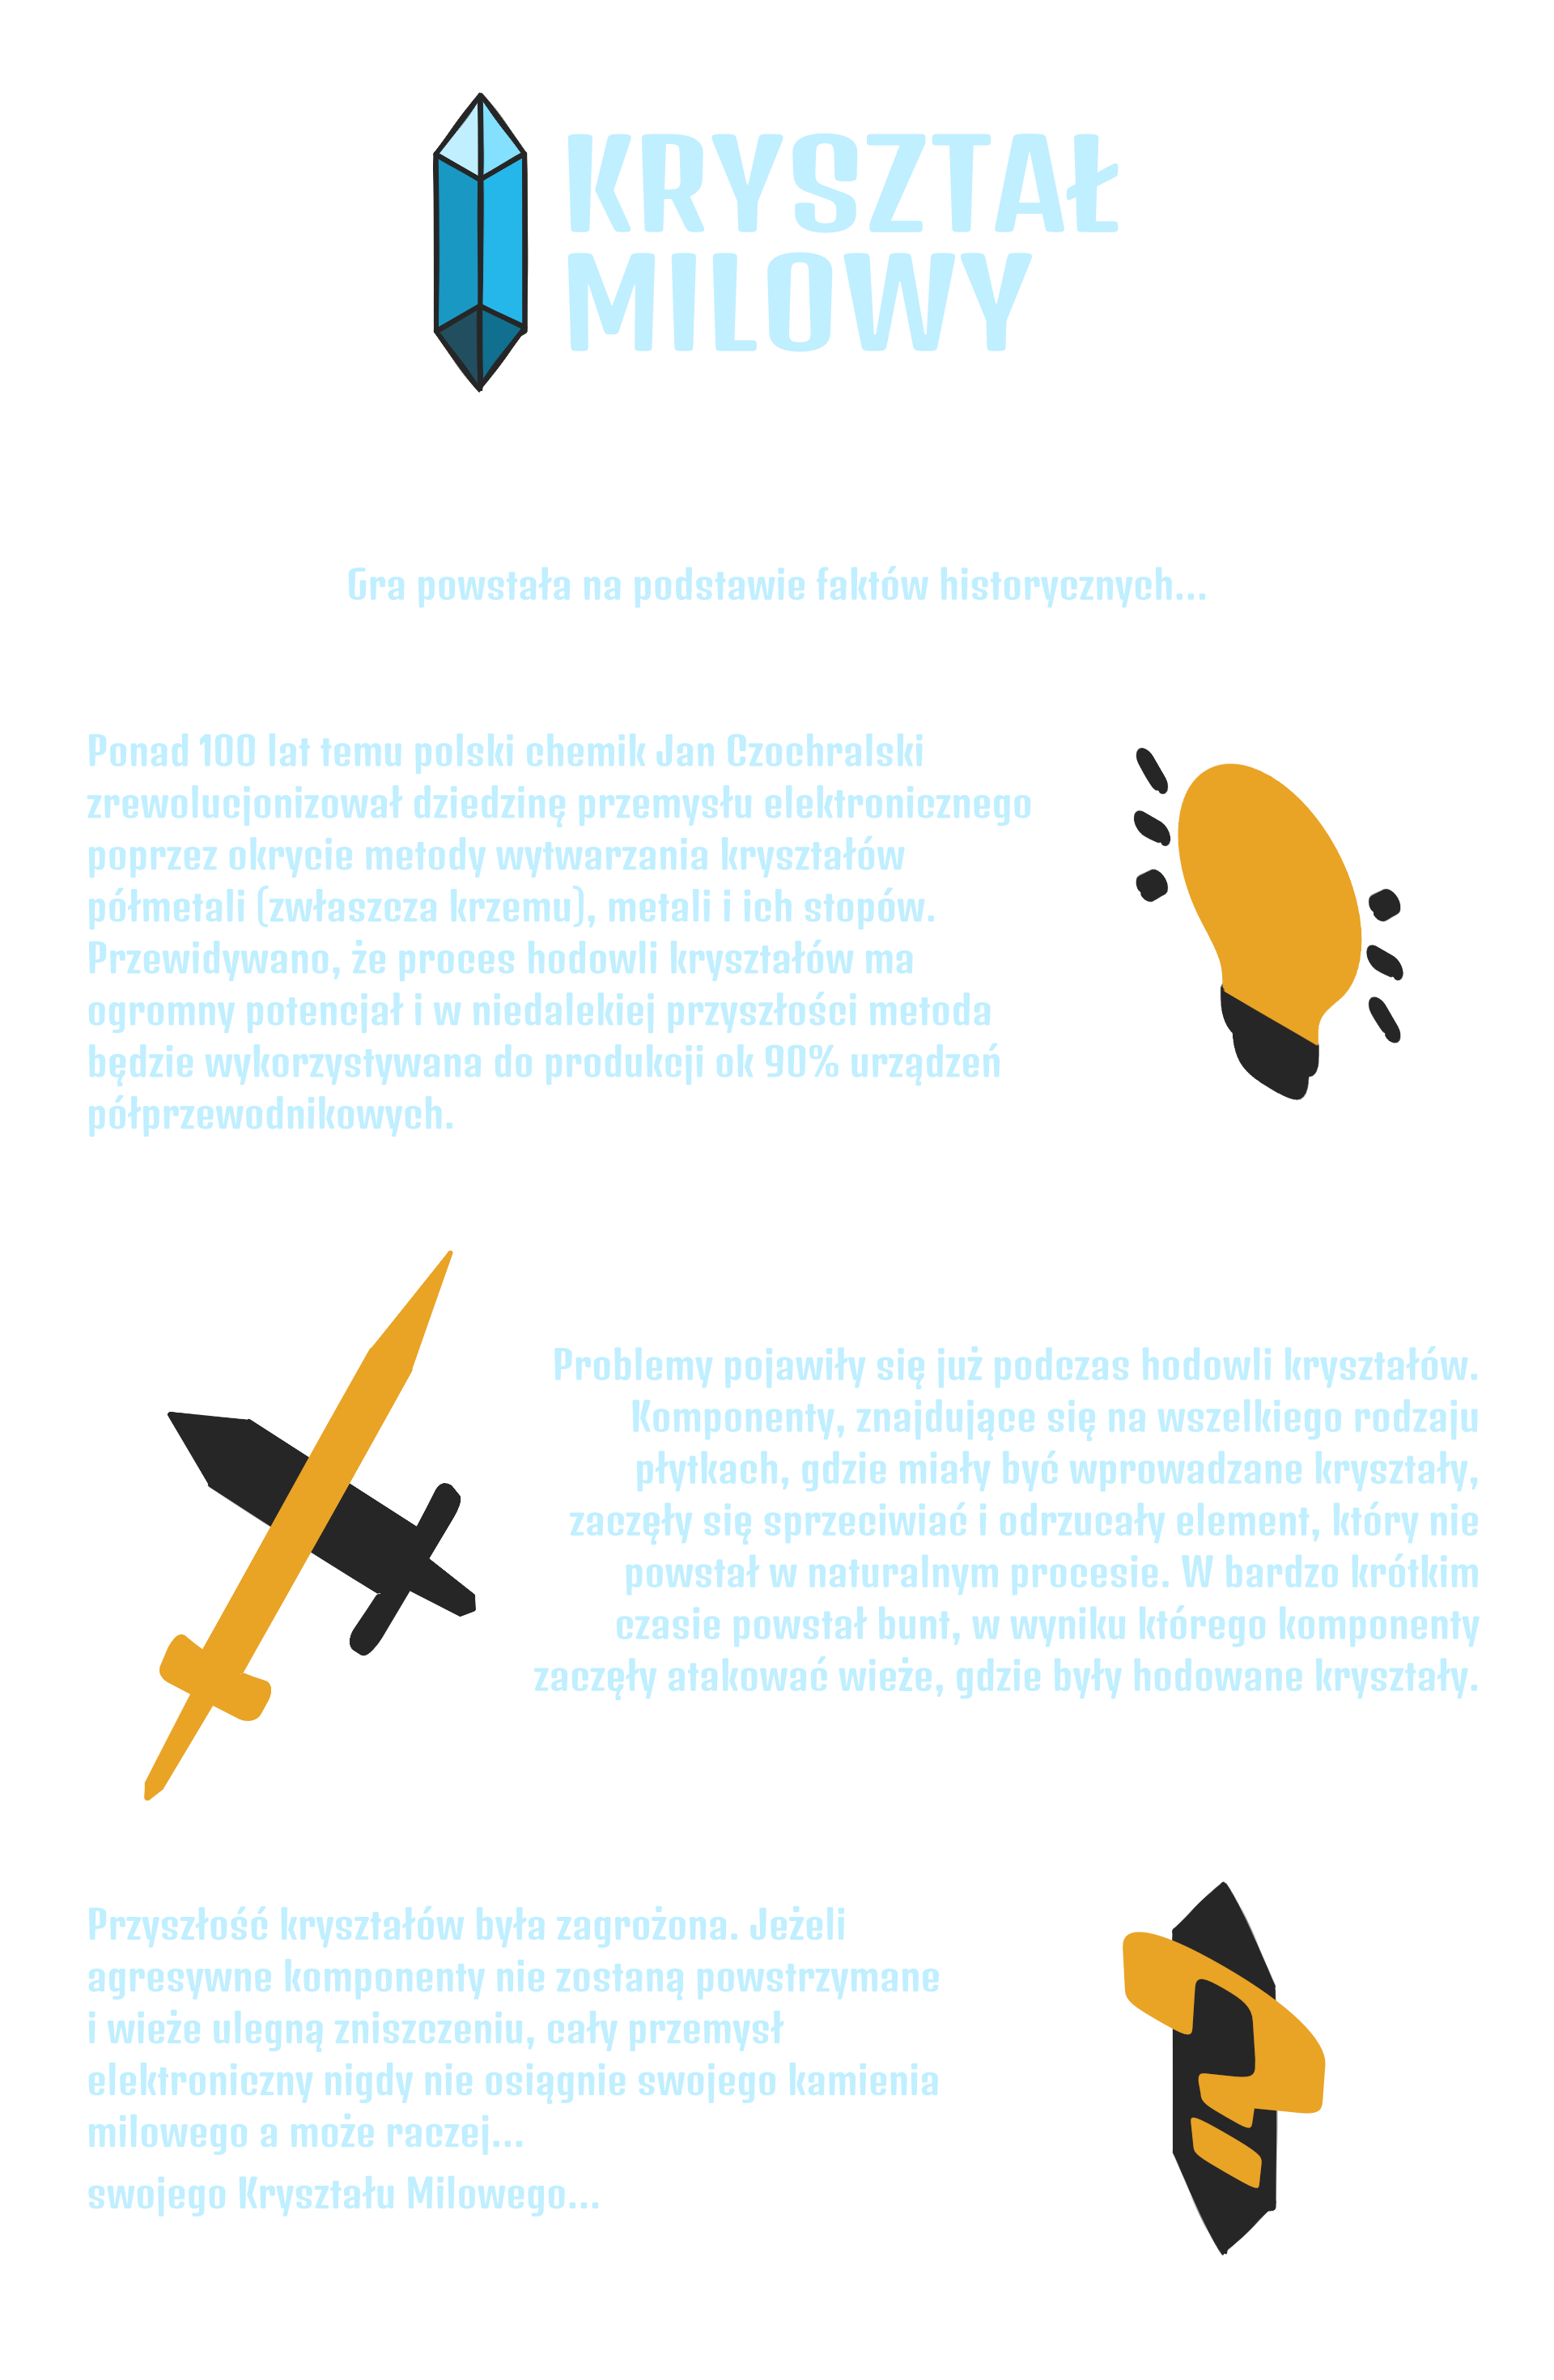 KRYSZTAŁ
MILOWY
Gra powstała na podstawie faktów historycznych...
Ponad 100 lat temu polski chemik Jan Czochralski
zrewolucjonizował dziedzinę przemysłu elektronicznego
poprzez okrycie metody wytwarzania kryształów
półmetali (zwłaszcza krzemu), metali i ich stopów.
Przewidywano, że proces hodowli kryształów ma
ogromny potencjał i w niedalekiej przyszłości metoda
będzie wykorzystywana do produkcji ok 90% urządzeń
półprzewodnikowych.
Problemy pojawiły się już podczas hodowli kryształów.
Komponenty, znajdujące się na wszelkiego rodzaju
płytkach, gdzie miały być wprowadzane kryształy,
zaczęły się sprzeciwiać i odrzucały element, który nie
powstał w naturalnym procesie. W bardzo krótkim
czasie powstał bunt, w wyniku którego komponenty
zaczęły atakować wieże, gdzie były hodowane kryształy.
Przyszłość kryształów była zagrożona. Jeżeli
agresywne komponenty nie zostaną powstrzymane
i wieże ulegną zniszczeniu, cały przemysł
elektroniczny nigdy nie osiągnie swojego kamienia
milowego a może raczej...
swojego Kryształu Milowego...